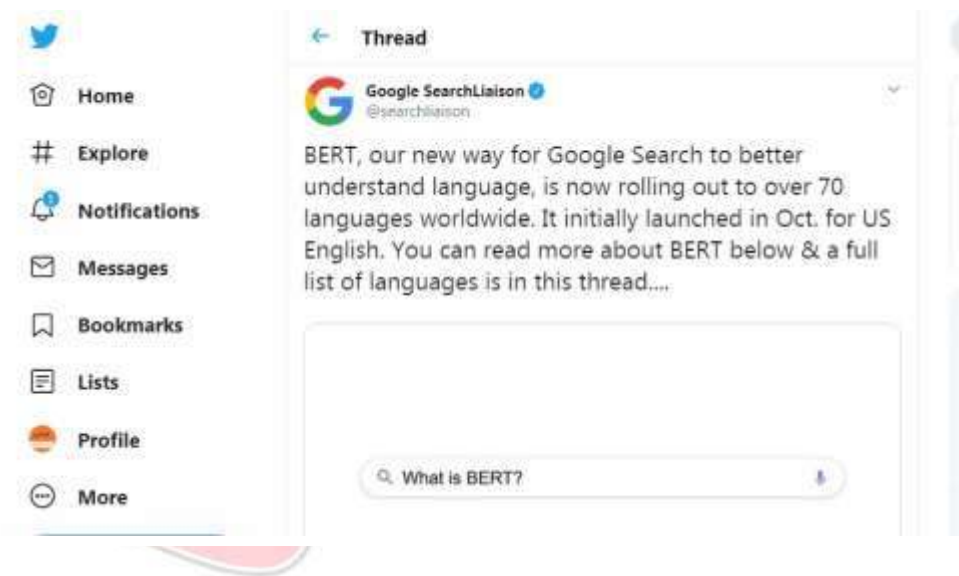 Thread
Google SearchLiaison
@searchliaison
Home
Explore
Notifications
Messages
Bookmarks
Lists
Profile
More
BERT, our new way for Google Search to better
understand language, is now rolling out to over 70
languages worldwide. It initially launched in Oct. for US
English. You can read more about BERT below & a full
list of languages is in this thread....
What is BERT?